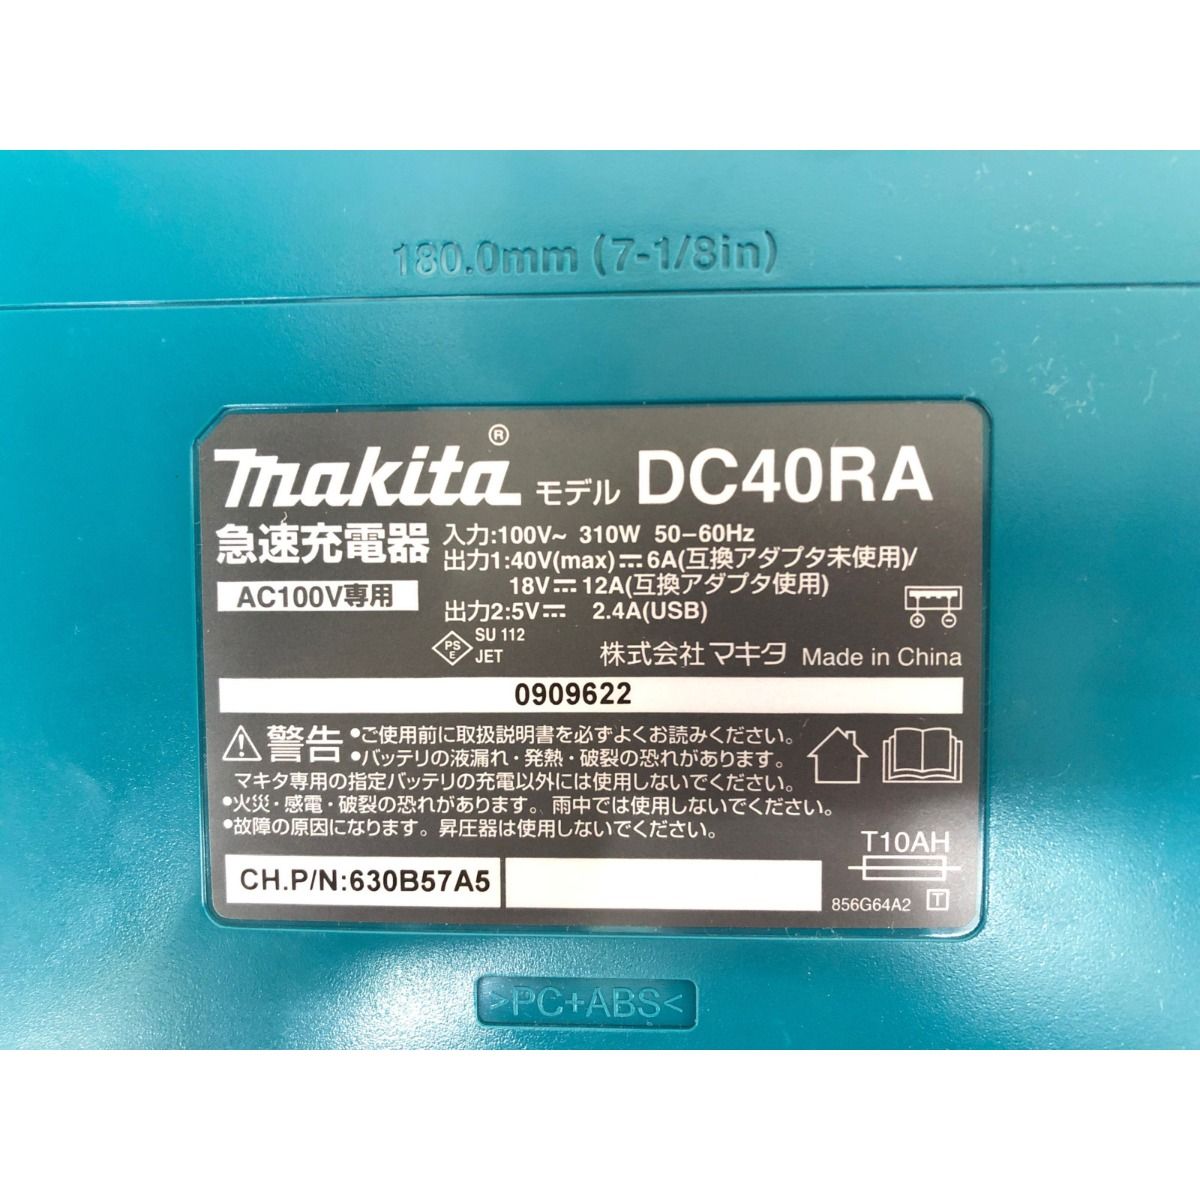 180.0mm (7-1/8in)
makita® モデル DC40RA
急速充電器
AC100V専用
入力:100V~ 310W 50-60Hz
出力1:40V(max)⎓6A(互換アダプタ未使用)/
18V⎓12A(互換アダプタ使用)
出力2:5V⎓ 2.4A(USB)
PS E SU 112
JET
株式会社マキタ Made in China
0909622
警告 •ご使用前に取扱説明書を必ずよくお読みください。
•バッテリの液漏れ・発熱・破裂の恐れがあります。
マキタ専用の指定バッテリの充電以外には使用しないでください。
•火災・感電・破裂の恐れがあります。雨中では使用しないでください。
•故障の原因になります。昇圧器は使用しないでください。
T10AH
CH.P/N:630B57A5
856G64A2 T
>PC+ABS<